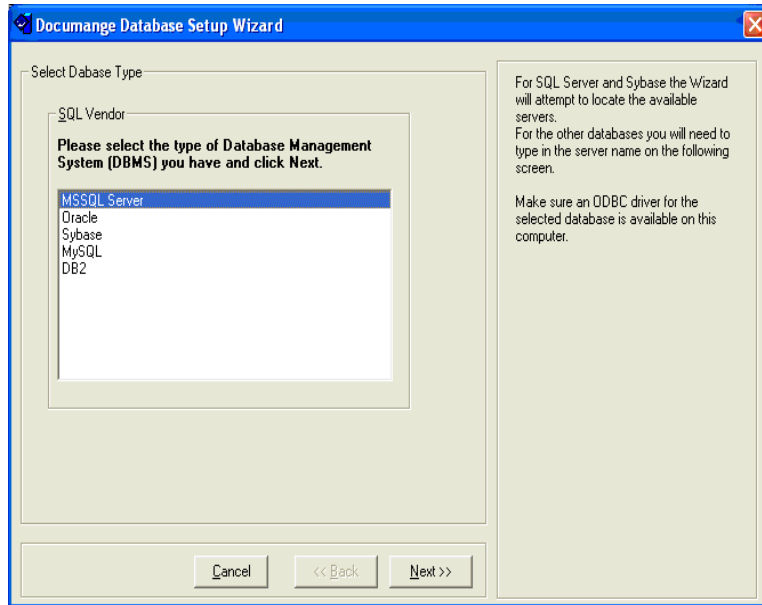 Documange Database Setup Wizard
Select Dabase Type
SQL Vendor
Please select the type of Database Management
System (DBMS) you have and click Next.
MSSQL Server
Oracle
Sybase
MySQL
DB2
For SQL Server and Sybase the Wizard
will attempt to locate the available
servers.
For the other databases you will need to
type in the server name on the following
screen.
Make sure an ODBC driver for the
selected database is available on this
computer.
Cancel
<< Back
Next >>